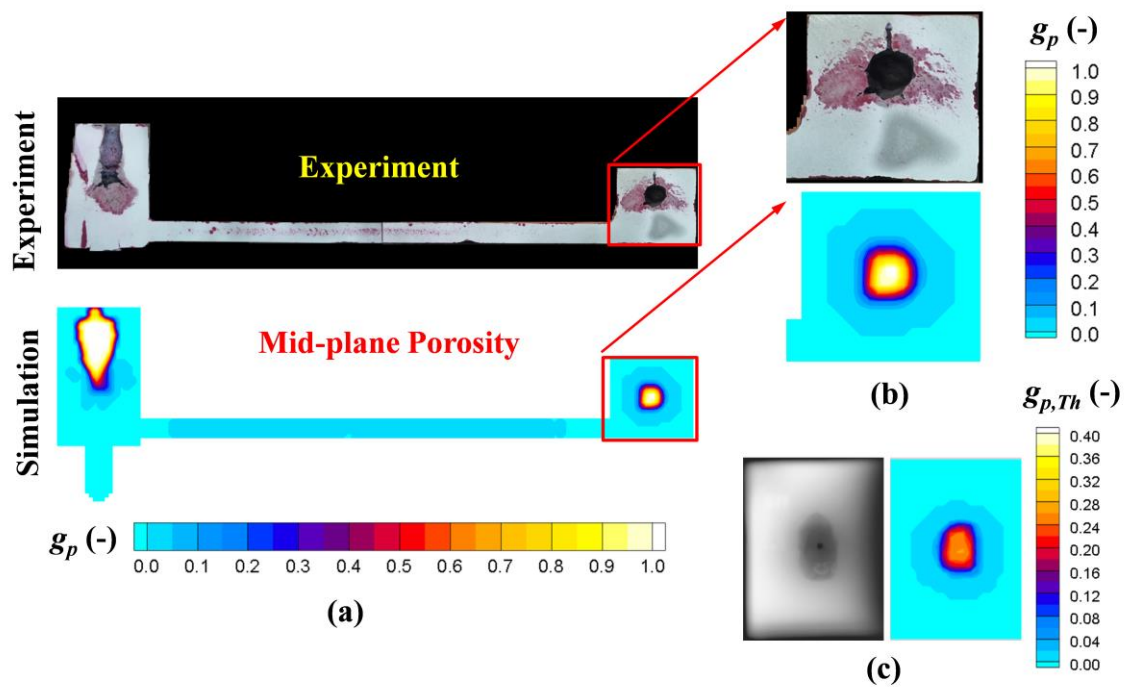 Experiment
Experiment
Simulation
Mid-plane Porosity
g_p (-)
0.0 0.1 0.2 0.3 0.4 0.5 0.6 0.7 0.8 0.9 1.0
(a)
g_p (-)
1.0
0.9
0.8
0.7
0.6
0.5
0.4
0.3
0.2
0.1
0.0
(b)
g_p,Th (-)
0.40
0.36
0.32
0.28
0.24
0.20
0.16
0.12
0.08
0.04
0.00
(c)